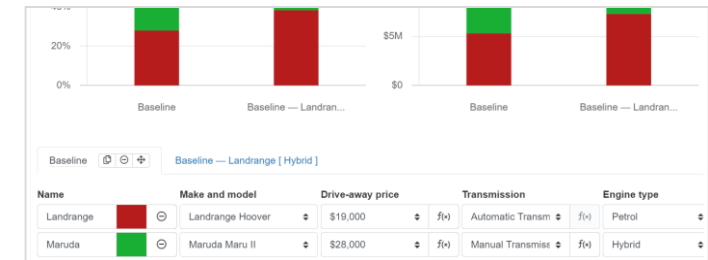 40%
20%
0%
Baseline
Baseline — Landran...
$5M
$0
Baseline
Baseline — Landran...
Baseline
Baseline — Landrange [ Hybrid ]
Name Make and model Drive-away price Transmission Engine type
Landrange Landrange Hoover $19,000 f(x) Automatic Transm f(x) Petrol
Maruda Maruda Maru II $28,000 f(x) Manual Transmiss f(x) Hybrid